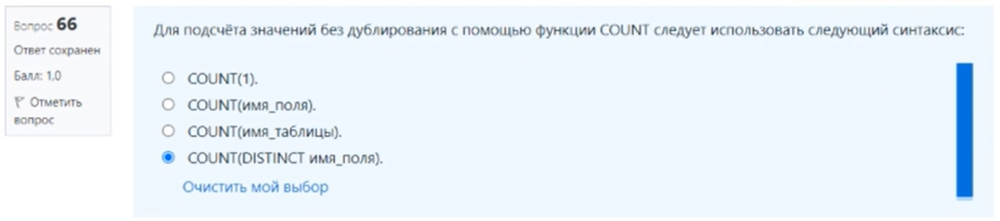 Вопрос 66
Ответ сохранен
Балл: 1,0
Отметить
вопрос
Для подсчёта значений без дублирования с помощью функции COUNT следует использовать следующий синтаксис:
COUNT(1).
COUNT(имя_поля).
COUNT(имя_таблицы).
COUNT(DISTINCT имя_поля).
Очистить мой выбор